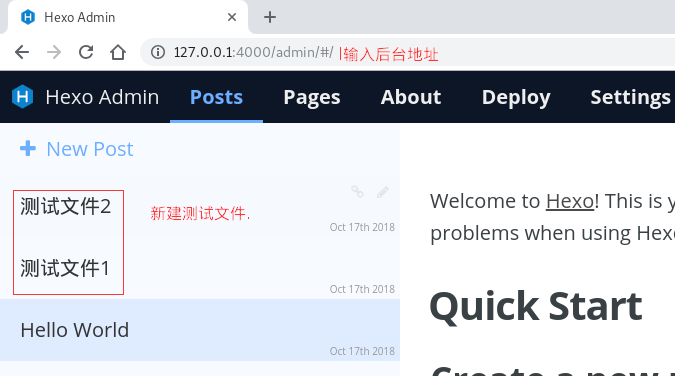 Hexo Admin
127.0.0.1:4000/admin/#/ 输入后台地址
Hexo Admin Posts Pages About Deploy Settings
New Post
测试文件2 新建测试文件.
Oct 17th 2018
测试文件1
Oct 17th 2018
Hello World
Oct 17th 2018
Welcome to Hexo! This is
problems when using Hexo
Quick Start
Create a new